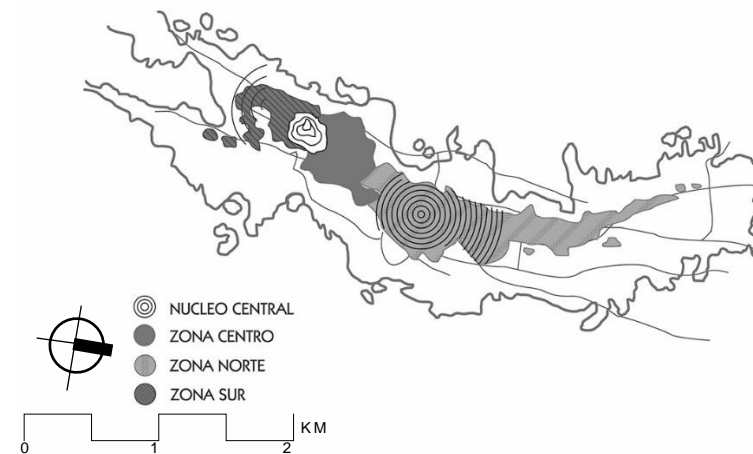 NUCLEO CENTRAL
ZONA CENTRO
ZONA NORTE
ZONA SUR
KM
0 1 2